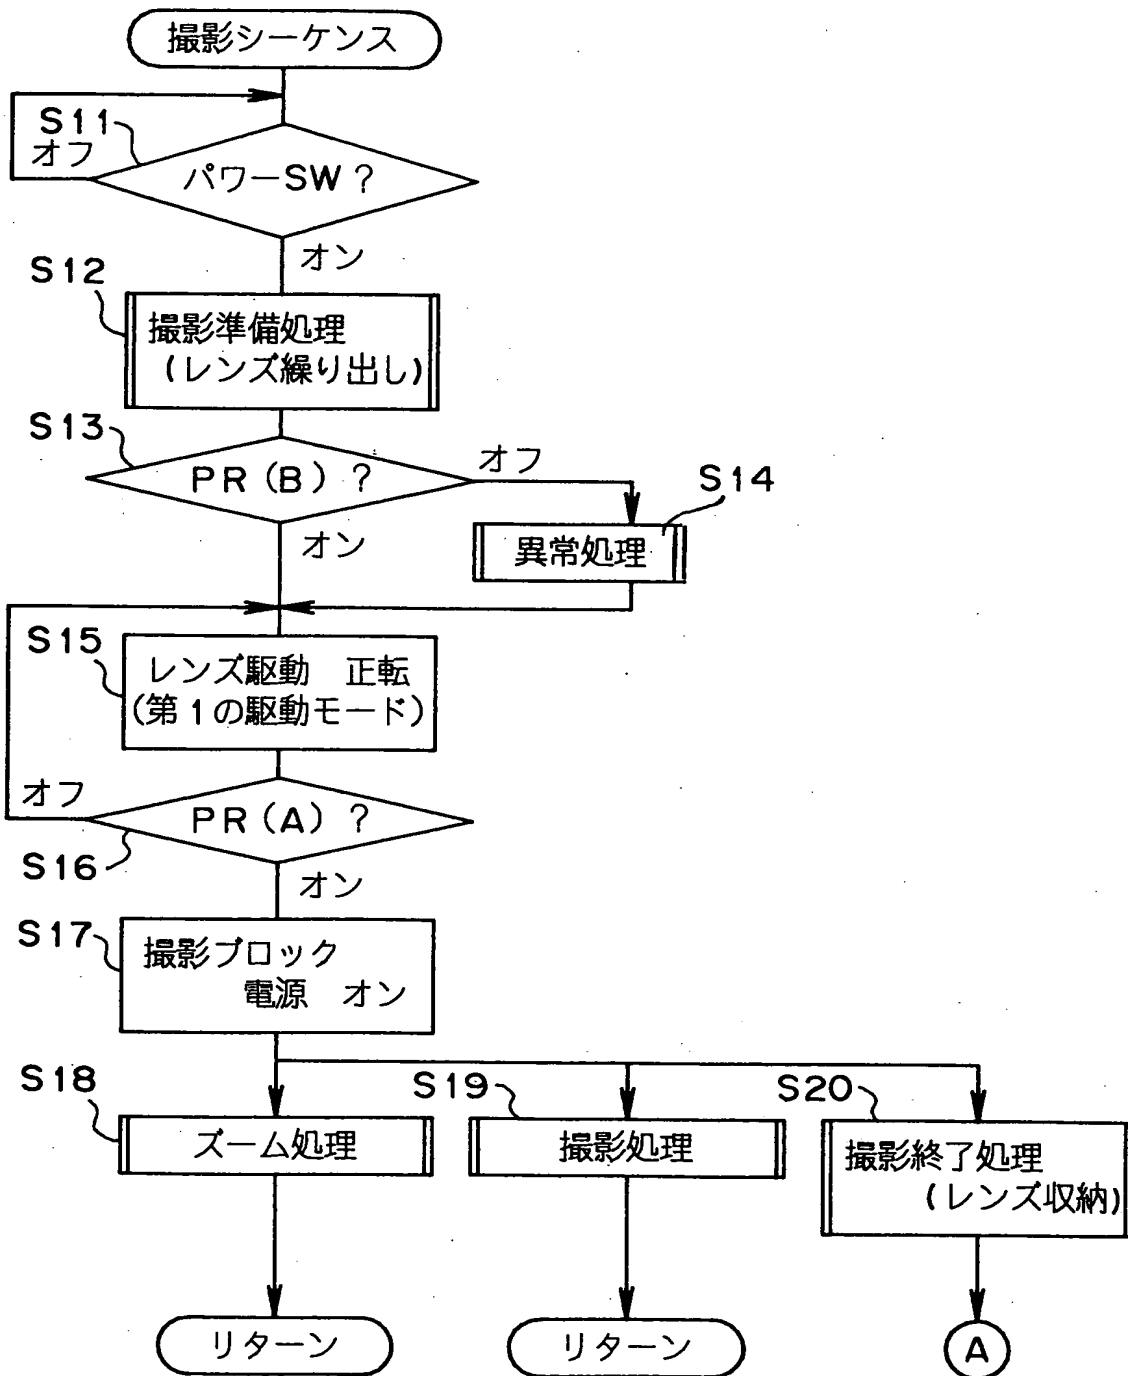 撮影シーケンス
S11
オフ
パワーSW？
オン
S12
撮影準備処理
(レンズ繰り出し)
S13
PR(B)？
オフ
S14
オン
異常処理
S15
レンズ駆動 正転
(第1の駆動モード)
オフ
PR(A)？
S16
オン
S17
撮影ブロック
電源 オン
S18
S19
S20
ズーム処理
撮影処理
撮影終了処理
(レンズ収納)
リターン
リターン
A